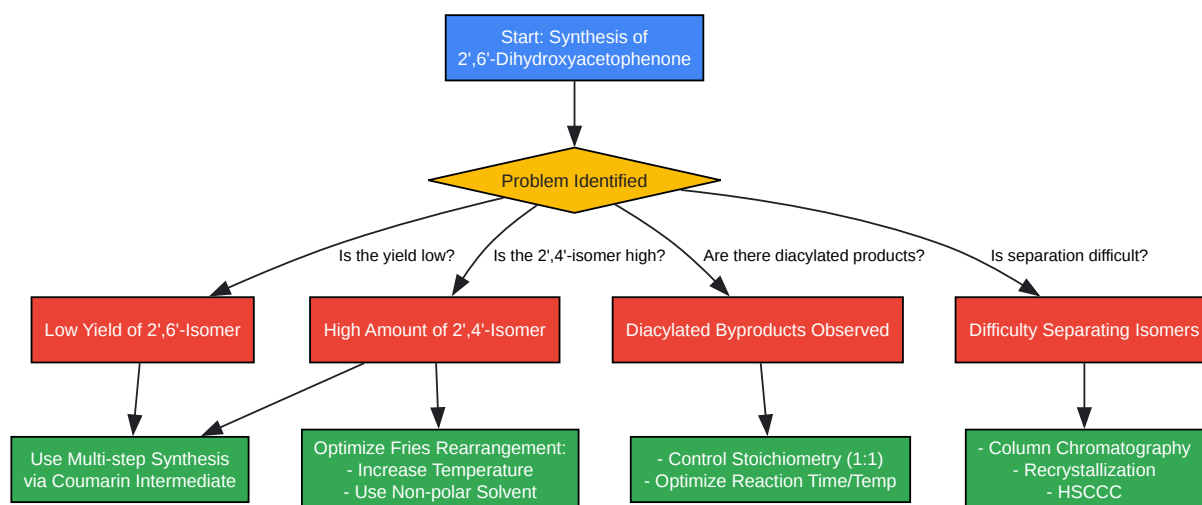 Start: Synthesis of
2',6'-Dihydroxyacetophenone
Problem Identified
Is the yield low?
Is the 2',4'-isomer high?
Are there diacylated products?
Is separation difficult?
Low Yield of 2',6'-Isomer
High Amount of 2',4'-Isomer
Diacylated Byproducts Observed
Difficulty Separating Isomers
Use Multi-step Synthesis
via Coumarin Intermediate
Optimize Fries Rearrangement:
- Increase Temperature
- Use Non-polar Solvent
- Control Stoichiometry (1:1)
- Optimize Reaction Time/Temp
- Column Chromatography
- Recrystallization
- HSCCC